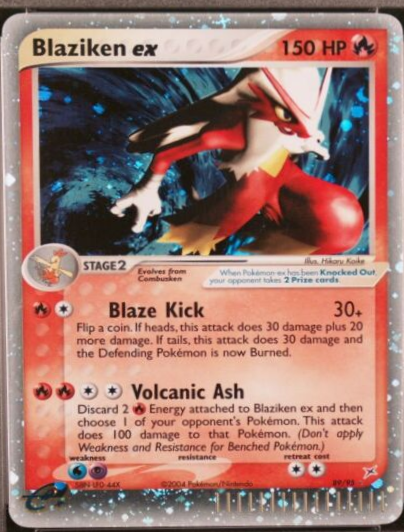 Blaziken ex 150 HP
Illus. Hikaru Koike
STAGE 2
Evolves from
Combusken
When Pokémon-ex has been Knocked Out,
your opponent takes 2 Prize cards.
Blaze Kick 30+
Flip a coin. If heads, this attack does 30 damage plus 20
more damage. If tails, this attack does 30 damage and
the Defending Pokémon is now Burned.
Volcanic Ash
Discard 2 Energy attached to Blaziken ex and then
choose 1 of your opponent's Pokémon. This attack
does 100 damage to that Pokémon. (Don't apply
Weakness and Resistance for Benched Pokémon.)
weakness resistance retreat cost
©2004 Pokémon/Nintendo 89/95